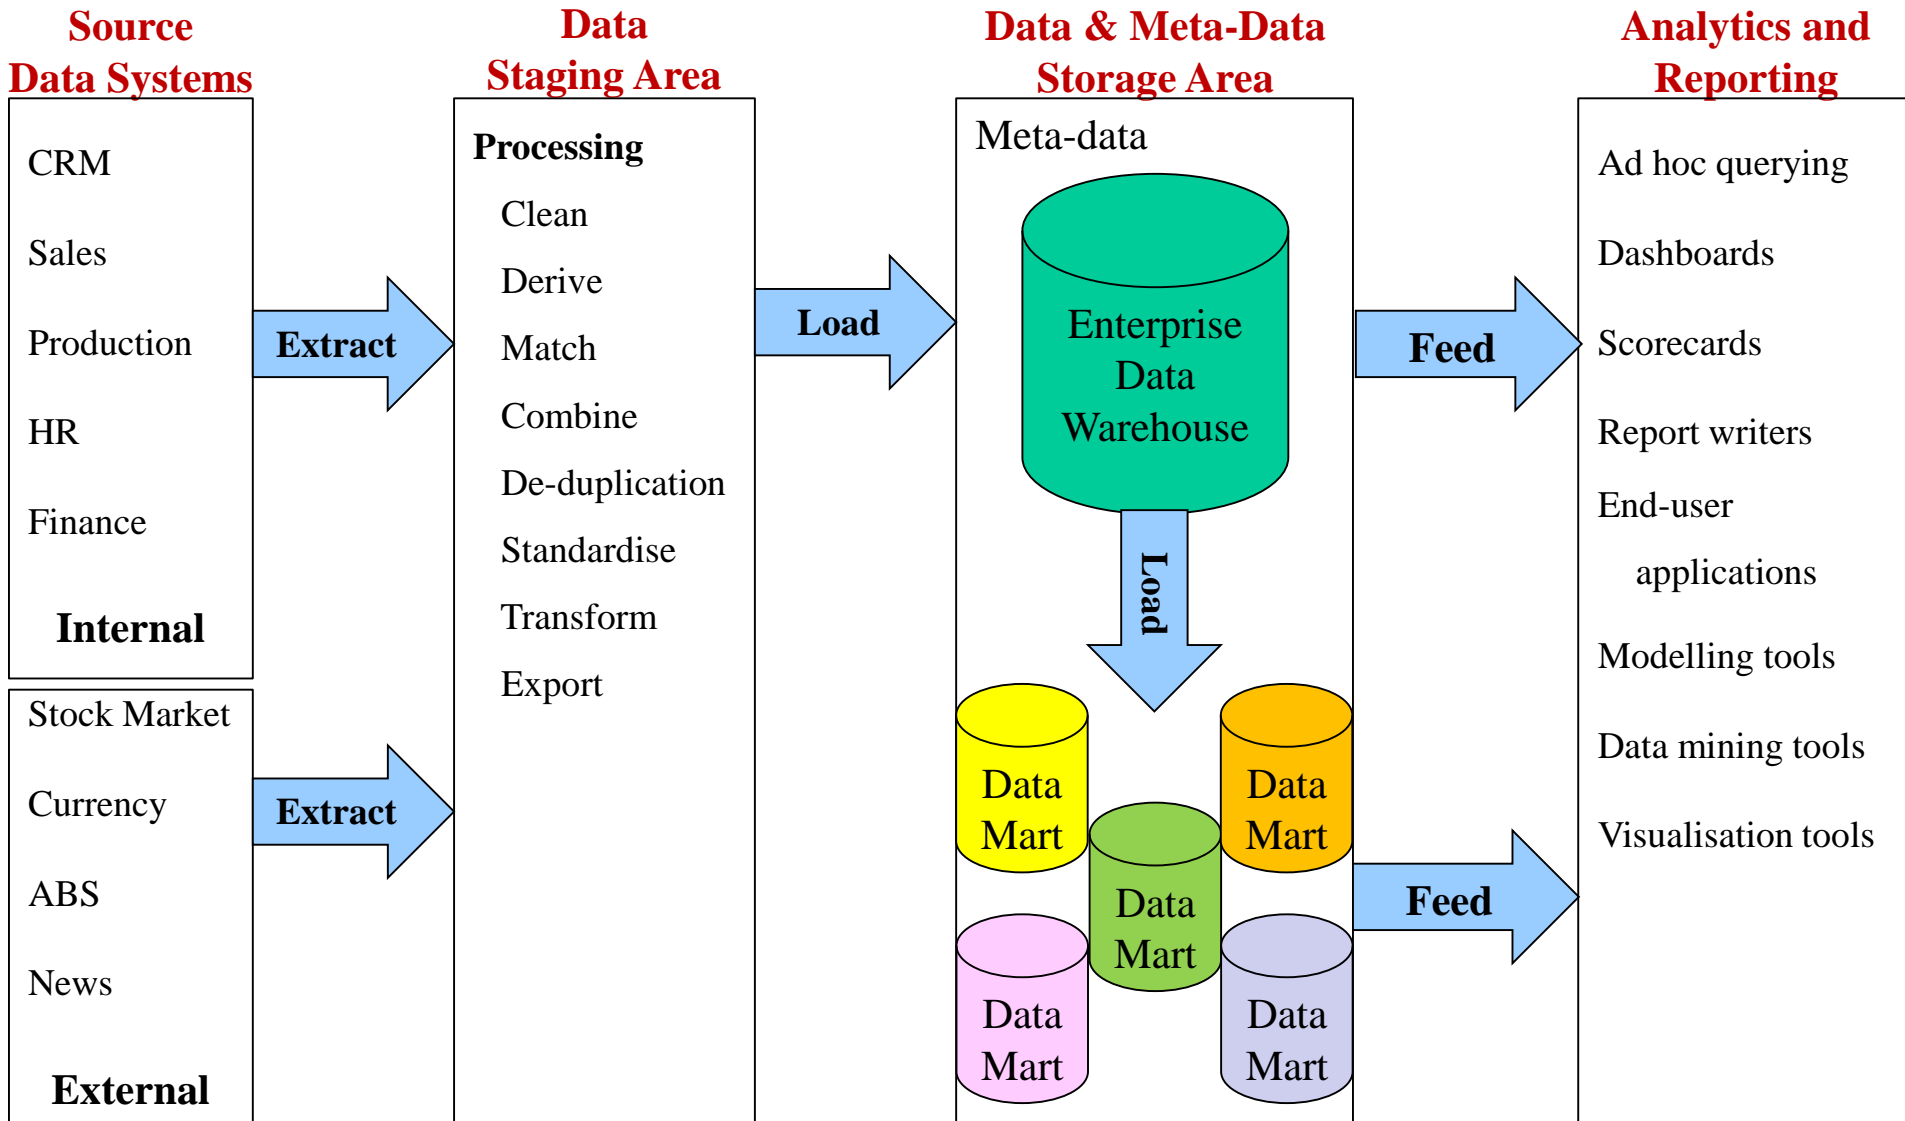 Source
Data Systems
CRM
Sales
Production
HR
Finance
Internal
Stock Market
Currency
ABS
News
External
Extract
Extract
Data
Staging Area
Processing
Clean
Derive
Match
Combine
De-duplication
Standardise
Transform
Export
Load
Data & Meta-Data
Storage Area
Meta-data
Enterprise
Data
Warehouse
Load
Data
Mart
Data
Mart
Data
Mart
Data
Mart
Data
Mart
Feed
Feed
Analytics and
Reporting
Ad hoc querying
Dashboards
Scorecards
Report writers
End-user
applications
Modelling tools
Data mining tools
Visualisation tools